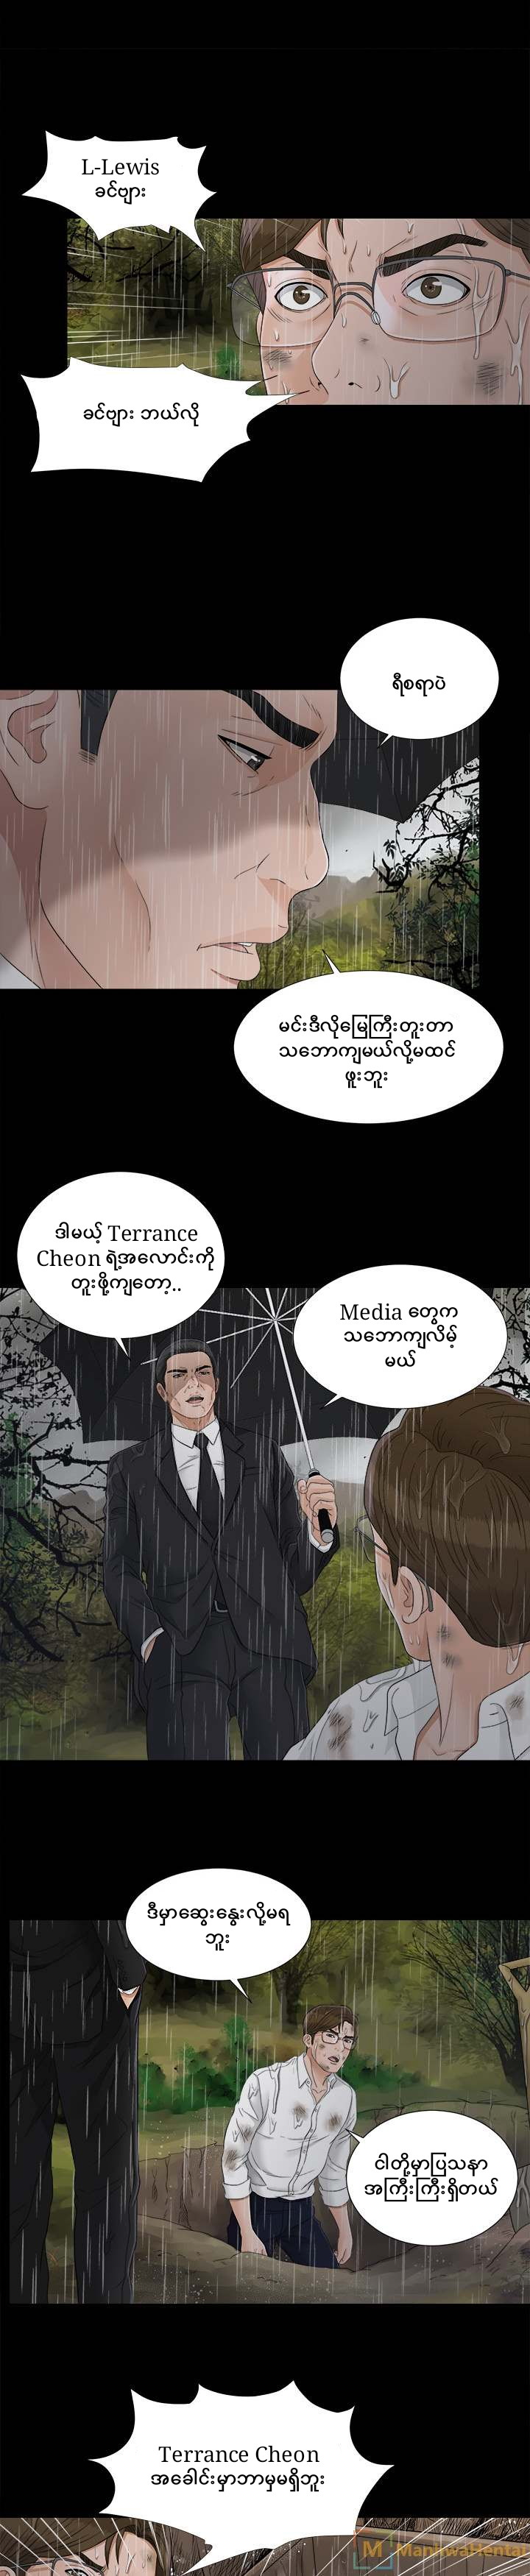 L-Lewis
ခင်ဗျား
ခင်ဗျား ဘယ်လို
ရီစရာပဲ
မင်းဒီလိုမြေကြီးတူးတာ
သဘောကျမယ်လို့မထင်
ဖူးဘူး
ဒါမယ့် Terrance
Cheon ရဲ့အလောင်းကို
တူးဖို့ကျတော့..
Media တွေက
သဘောကျလိမ့်
မယ်
ဒီမှာဆွေးနွေးလို့မရ
ဘူး
ငါတို့မှာပြသနာ
အကြီးကြီးရှိတယ်
Terrance Cheon
အခေါင်းမှာဘာမှမရှိဘူး
M ManhwaHentai